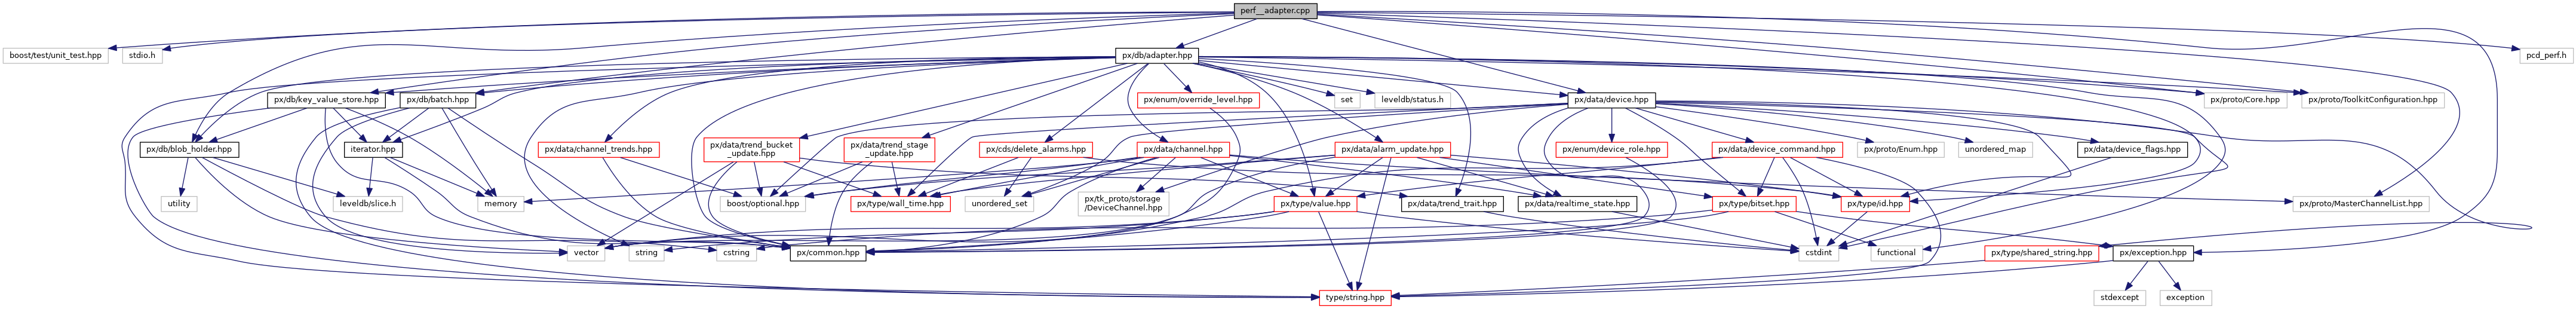 perf__adapter.cpp
boost/test/unit_test.hpp
stdio.h
px/db/adapter.hpp
pcd_perf.h
px/db/key_value_store.hpp
px/db/batch.hpp
px/enum/override_level.hpp
set
leveldb/status.h
px/data/device.hpp
px/proto/Core.hpp
px/proto/ToolkitConfiguration.hpp
px/db/blob_holder.hpp
iterator.hpp
px/data/channel_trends.hpp
px/data/trend_bucket
_update.hpp
px/data/trend_stage
_update.hpp
px/cds/delete_alarms.hpp
px/data/channel.hpp
px/data/alarm_update.hpp
px/enum/device_role.hpp
px/data/device_command.hpp
px/proto/Enum.hpp
unordered_map
px/data/device_flags.hpp
utility
leveldb/slice.h
memory
boost/optional.hpp
px/type/wall_time.hpp
unordered_set
px/tk_proto/storage
/DeviceChannel.hpp
px/type/value.hpp
px/data/trend_trait.hpp
px/data/realtime_state.hpp
px/type/bitset.hpp
px/type/id.hpp
px/proto/MasterChannelList.hpp
vector
string
cstring
px/common.hpp
cstdint
functional
px/type/shared_string.hpp
px/exception.hpp
type/string.hpp
stdexcept
exception